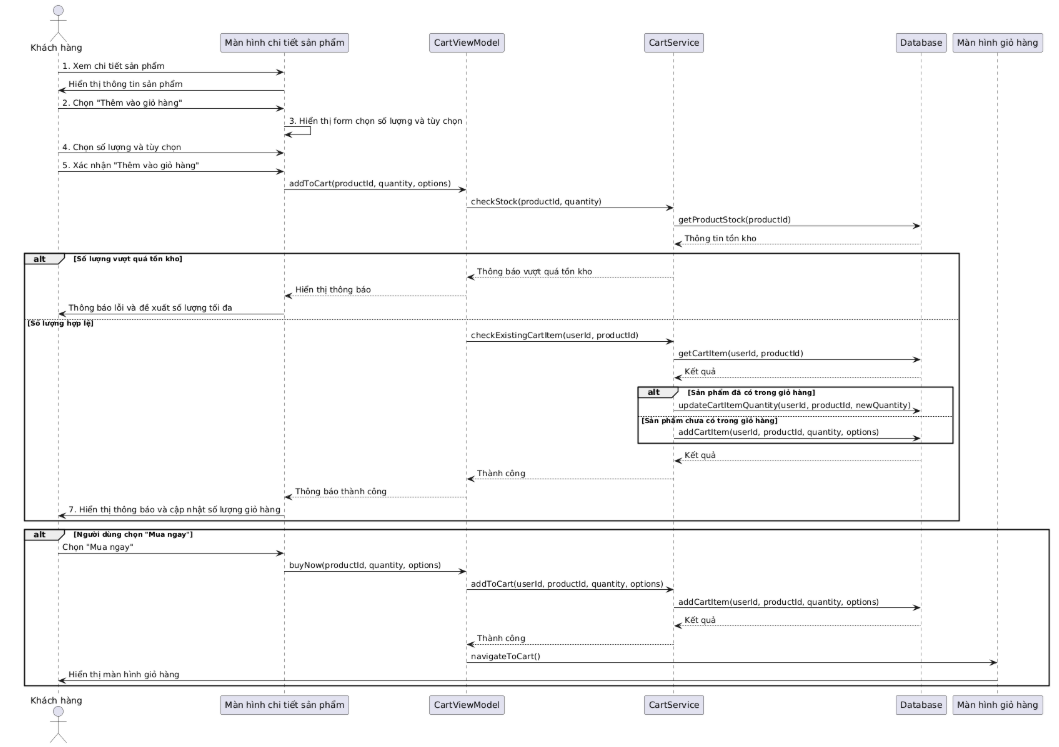 Khách hàng
Màn hình chi tiết sản phẩm
CartViewModel
CartService
Database
Màn hình giỏ hàng
1. Xem chi tiết sản phẩm
Hiển thị thông tin sản phẩm
2. Chọn "Thêm vào giỏ hàng"
3. Hiển thị form chọn số lượng và tùy chọn
4. Chọn số lượng và tùy chọn
5. Xác nhận "Thêm vào giỏ hàng"
addToCart(productId, quantity, options)
checkStock(productId, quantity)
getProductStock(productId)
Thông tin tồn kho
alt [Số lượng vượt quá tồn kho]
Thông báo vượt quá tồn kho
Hiển thị thông báo
Thông báo lỗi và đề xuất số lượng tối đa
[Số lượng hợp lệ]
checkExistingCartItem(userId, productId)
getCartItem(userId, productId)
Kết quả
alt [Sản phẩm đã có trong giỏ hàng]
updateCartItemQuantity(userId, productId, newQuantity)
[Sản phẩm chưa có trong giỏ hàng]
addCartItem(userId, productId, quantity, options)
Kết quả
Thành công
Thông báo thành công
7. Hiển thị thông báo và cập nhật số lượng giỏ hàng
alt [Người dùng chọn "Mua ngay"]
Chọn "Mua ngay"
buyNow(productId, quantity, options)
addToCart(userId, productId, quantity, options)
addCartItem(userId, productId, quantity, options)
Kết quả
Thành công
navigateToCart()
Hiển thị màn hình giỏ hàng
Khách hàng
Màn hình chi tiết sản phẩm
CartViewModel
CartService
Database
Màn hình giỏ hàng